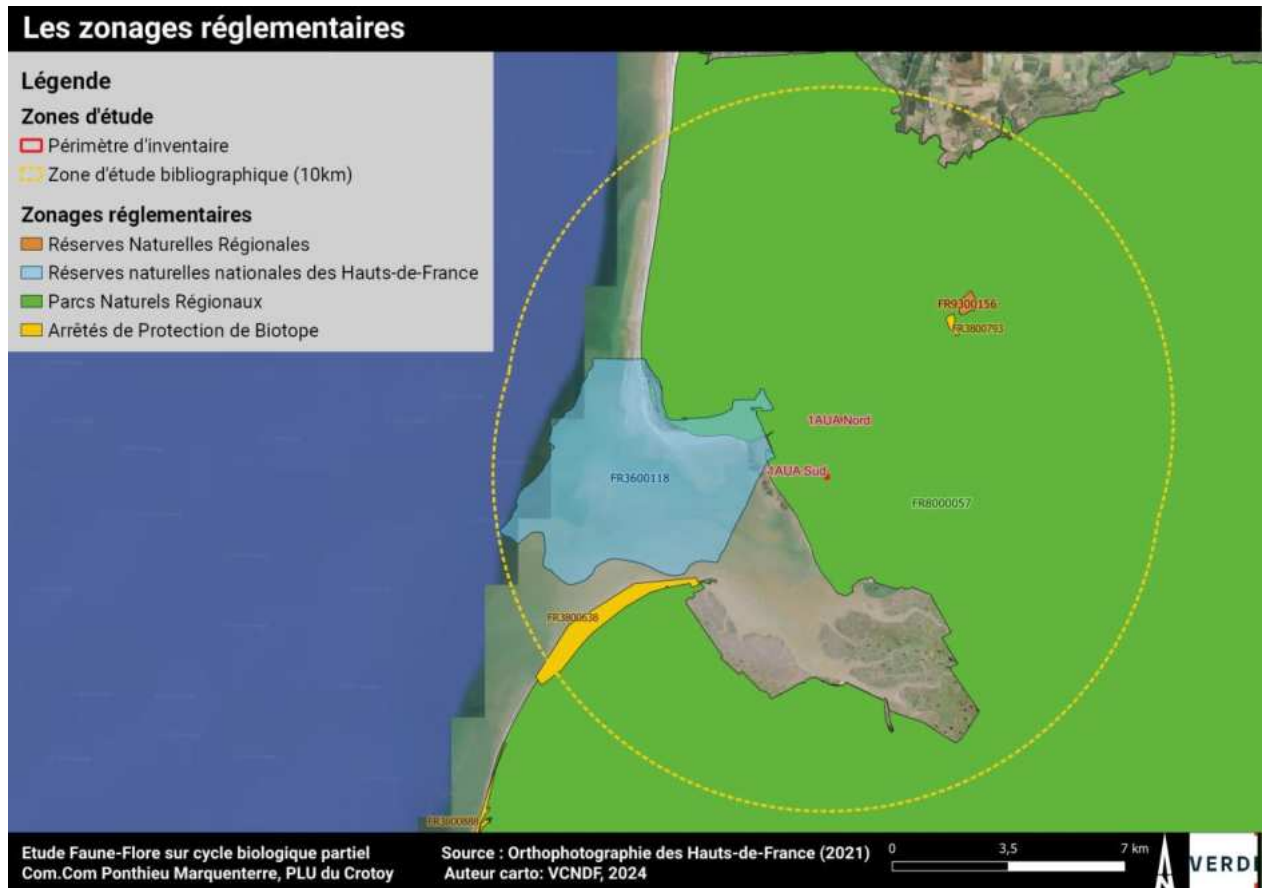 Les zonages réglementaires
Légende
Zones d'étude
Périmètre d'inventaire
Zone d'étude bibliographique (10km)
Zonages réglementaires
Réserves Naturelles Régionales
Réserves naturelles nationales des Hauts-de-France
Parcs Naturels Régionaux
Arrêtés de Protection de Biotope
FR9300156
FR3800793
1AUA Nord
1AUA Sud
FR3600118
FR8000057
FR3800638
Etude Faune-Flore sur cycle biologique partiel
Com.Com Ponthieu Marquenterre, PLU du Crotoy
Source : Orthophotographie des Hauts-de-France (2021)
Auteur carto: VCNDF, 2024
0 3,5 7 km
VERDI